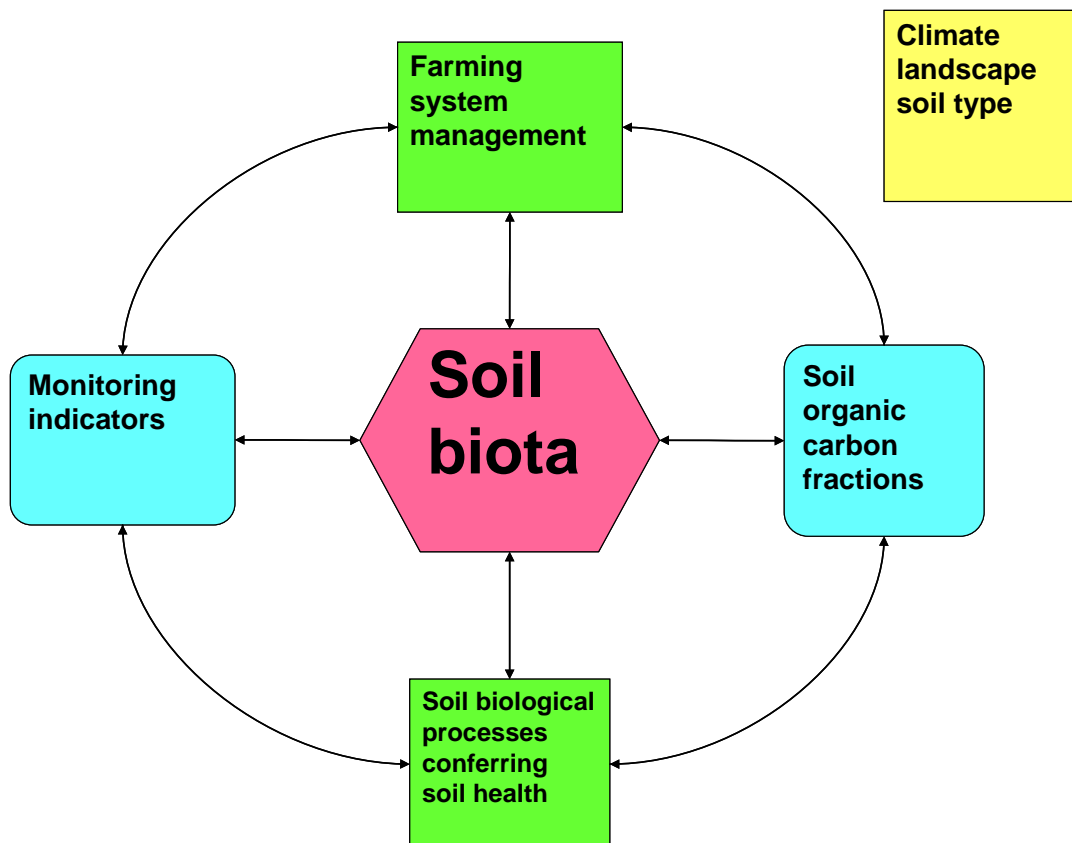 Farming
system
management
Climate
landscape
soil type
Monitoring
indicators
Soil
biota
Soil
organic
carbon
fractions
Soil biological
processes
conferring
soil health